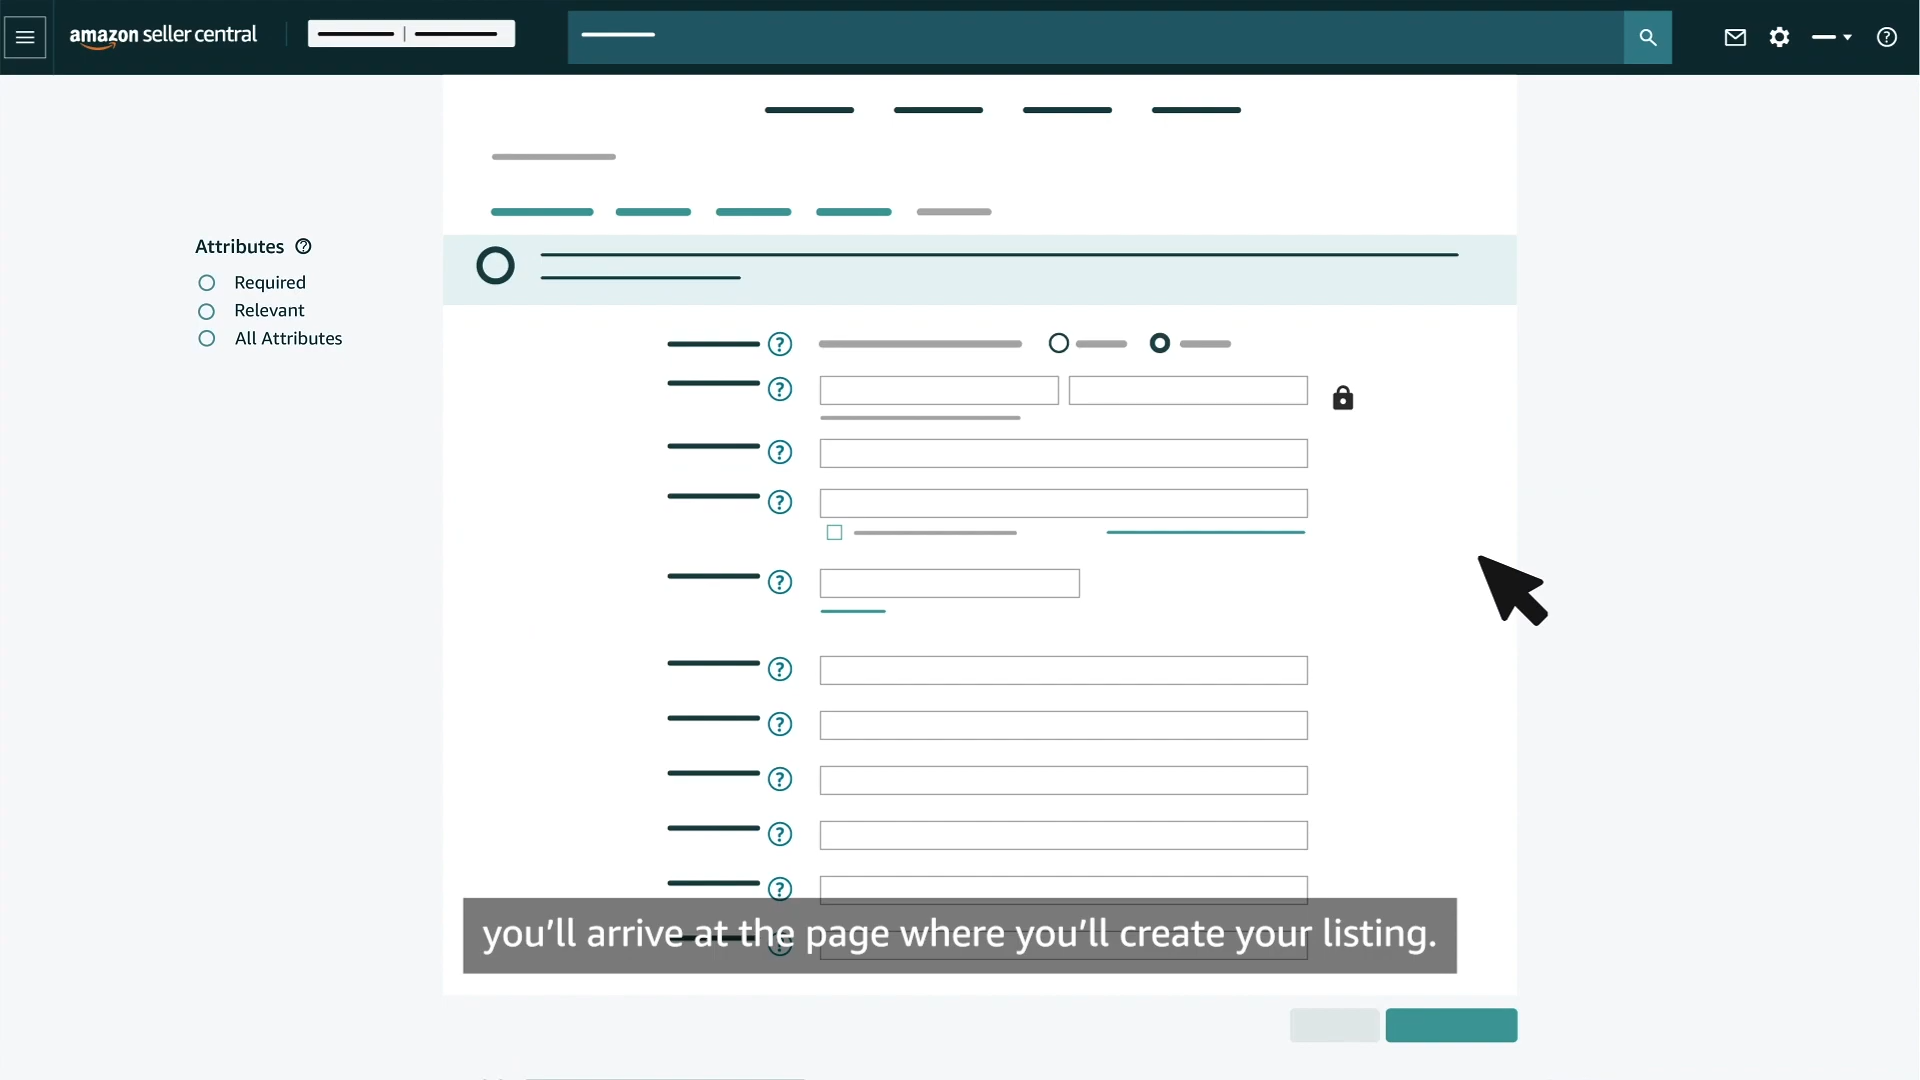 amazon seller central
Attributes
Required
Relevant
All Attributes
you'll arrive at the page where you'll create your listing.